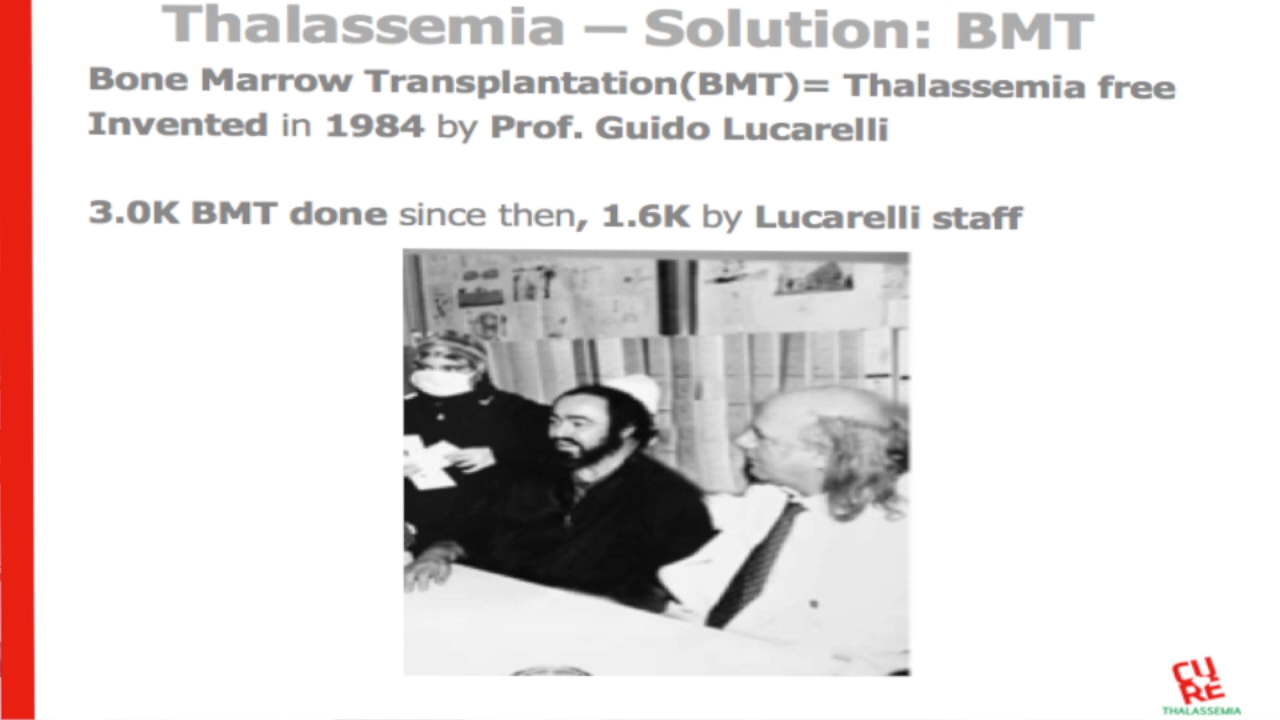 Thalassemia – Solution: BMT
Bone Marrow Transplantation(BMT)= Thalassemia free
Invented in 1984 by Prof. Guido Lucarelli
3.0K BMT done since then, 1.6K by Lucarelli staff
CU
RE
THALASSEMIA